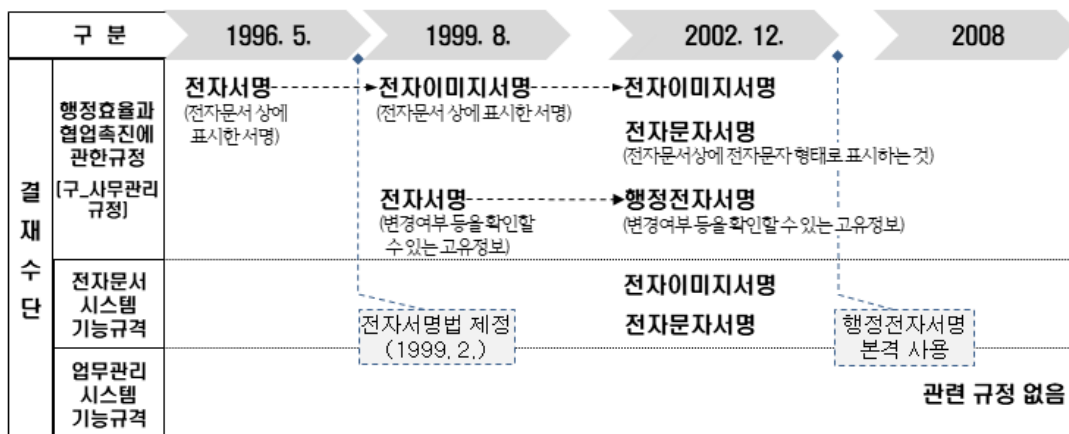 구 분
1996. 5.
1999. 8.
2002. 12.
2008
결
재
수
단
행정효율과
협업촉진에
관한규정
[구_사무관리
규정]
전자서명
(전자문서 상에
표시한 서명)
전자이미지서명
(전자문서 상에 표시한 서명)
전자이미지서명
전자문자서명
(전자문서상에 전자문자 형태로 표시하는 것)
전자서명
(변경여부 등을 확인할
수 있는 고유정보)
행정전자서명
(변경여부 등을 확인할 수 있는 고유정보)
전자문서
시스템
기능규격
전자이미지서명
전자문자서명
전자서명법 제정
(1999. 2.)
행정전자서명
본격 사용
업무관리
시스템
기능규격
관련 규정 없음